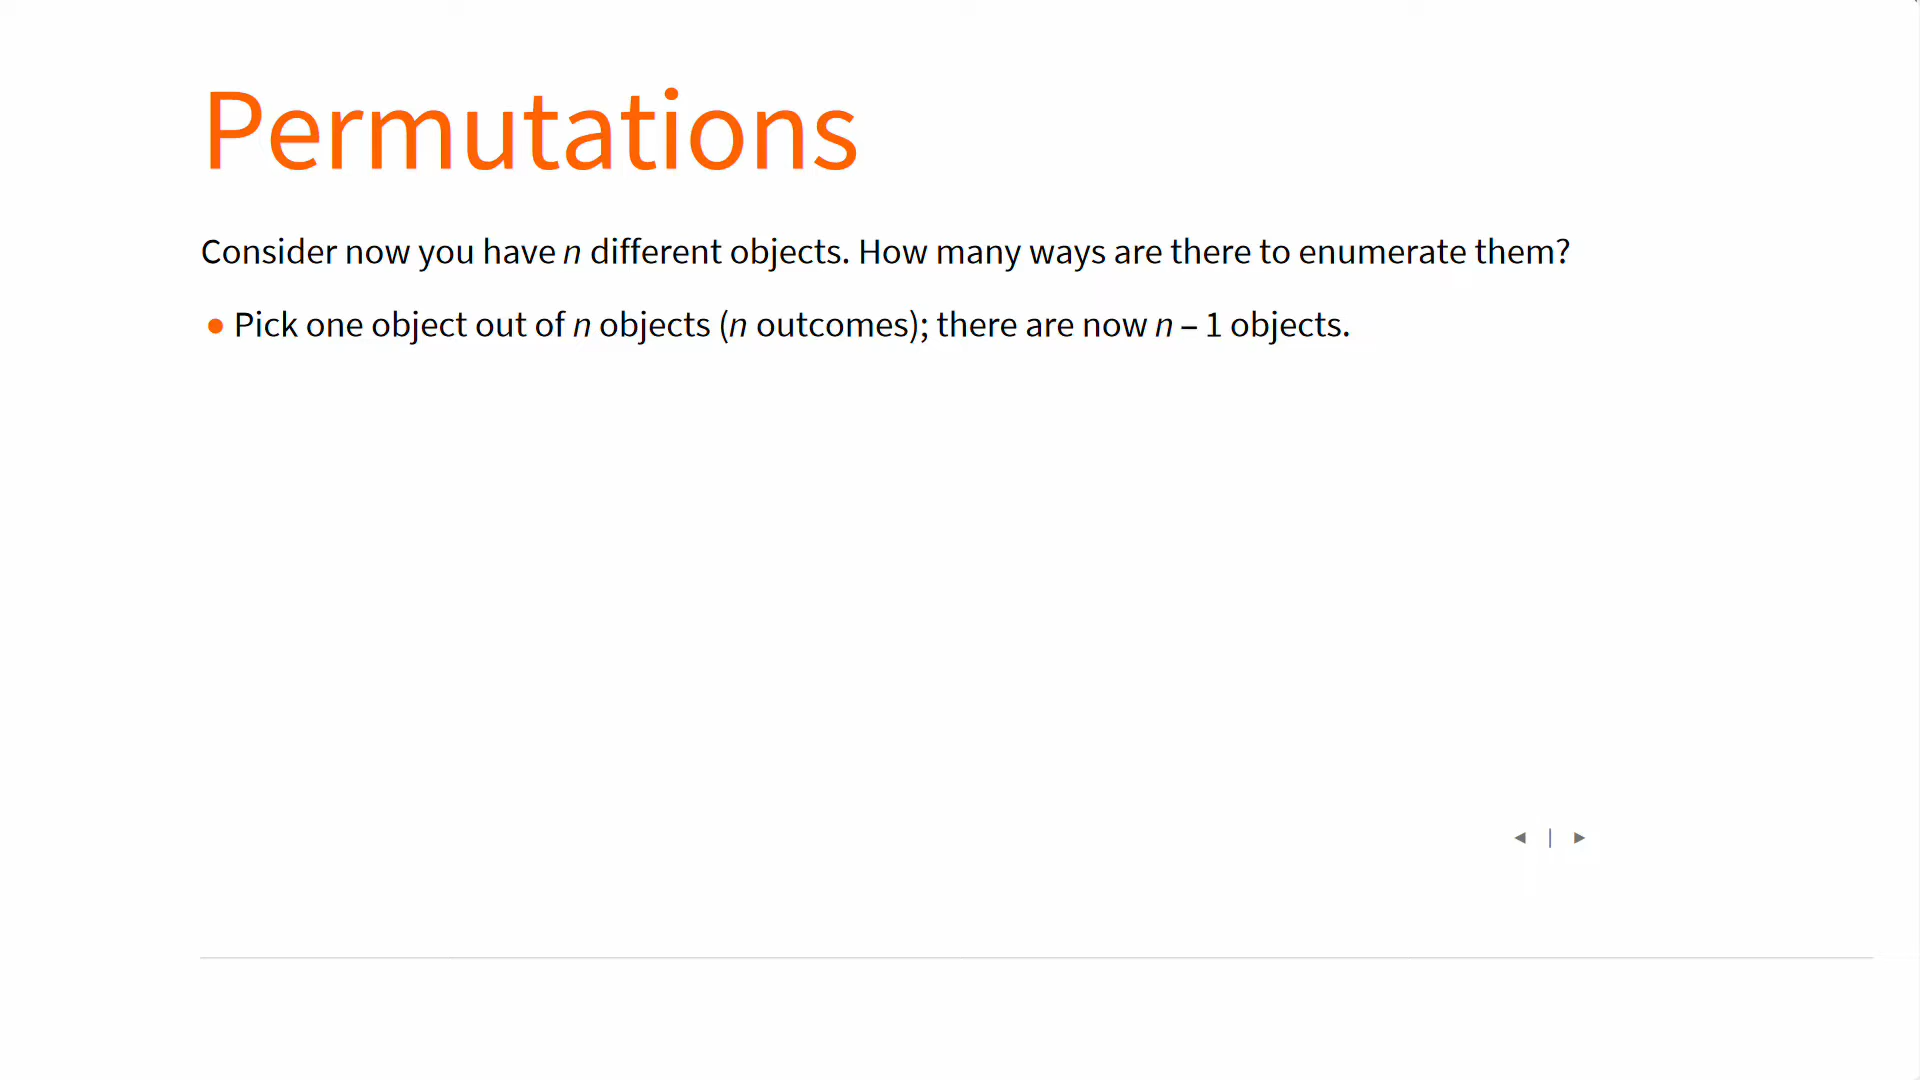 Permutations
Consider now you have n different objects. How many ways are there to enumerate them?
● Pick one object out of n objects (n outcomes); there are now n – 1 objects.
◄ | ►